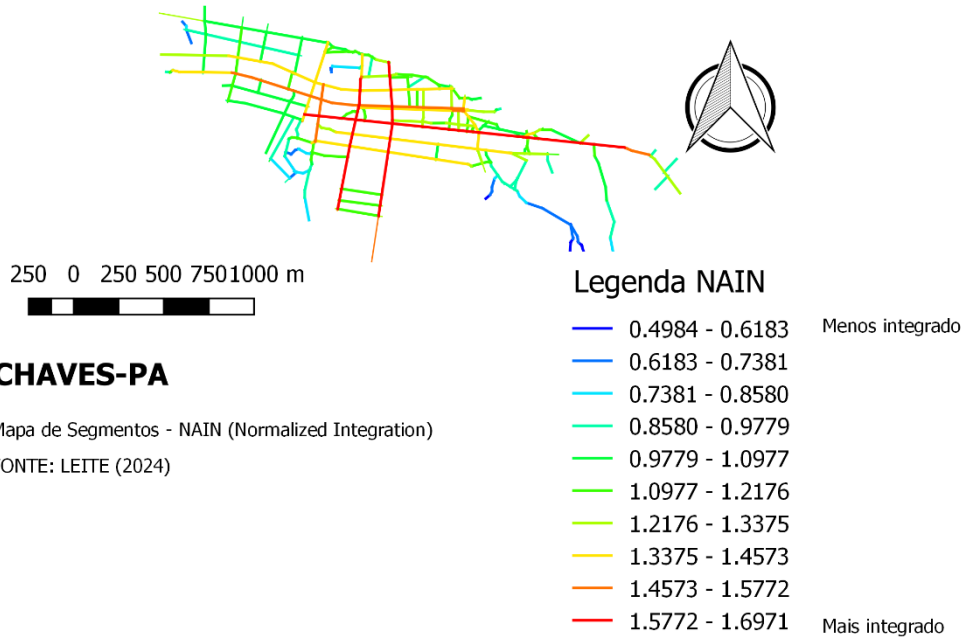 250 0 250 500 7501000 m
Legenda NAIN
0.4984 - 0.6183 Menos integrado
0.6183 - 0.7381
0.7381 - 0.8580
0.8580 - 0.9779
0.9779 - 1.0977
1.0977 - 1.2176
1.2176 - 1.3375
1.3375 - 1.4573
1.4573 - 1.5772
1.5772 - 1.6971 Mais integrado
CHAVES-PA
Mapa de Segmentos - NAIN (Normalized Integration)
FONTE: LEITE (2024)